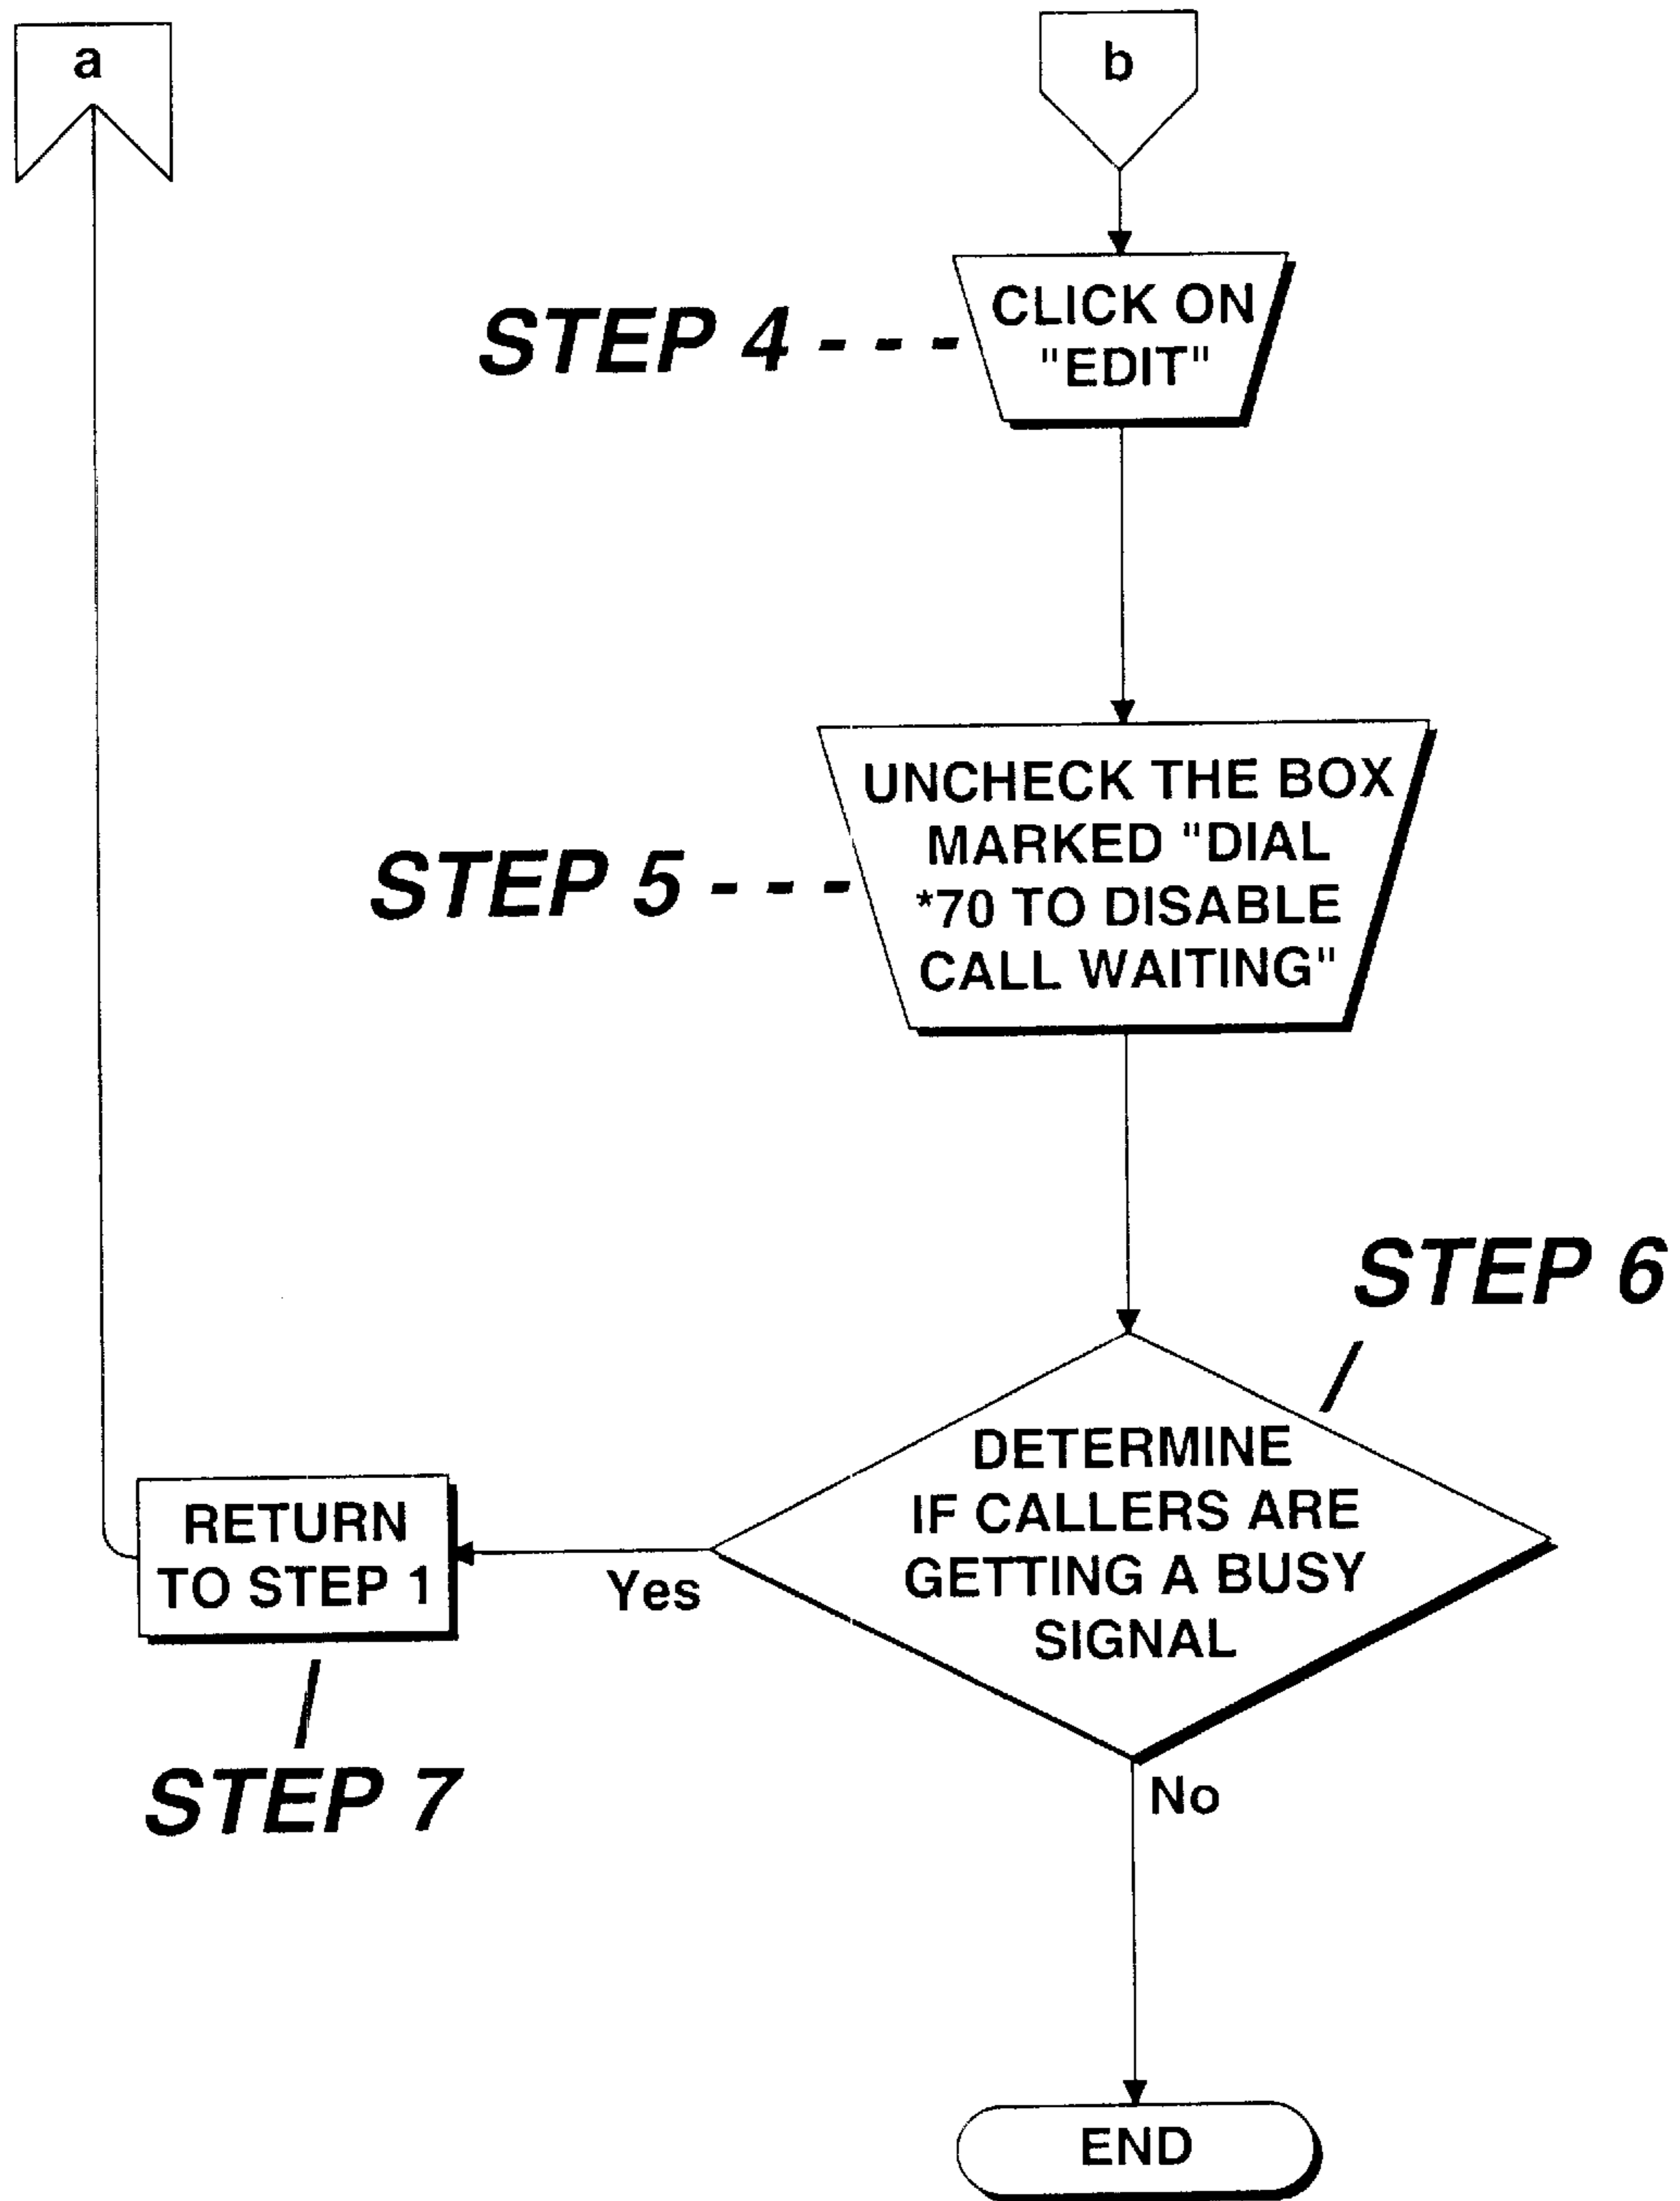 a
b
STEP 4
CLICK ON
"EDIT"
STEP 5
UNCHECK THE BOX
MARKED "DIAL
*70 TO DISABLE
CALL WAITING"
STEP 6
DETERMINE
IF CALLERS ARE
GETTING A BUSY
SIGNAL
Yes
RETURN
TO STEP 1
STEP 7
No
END